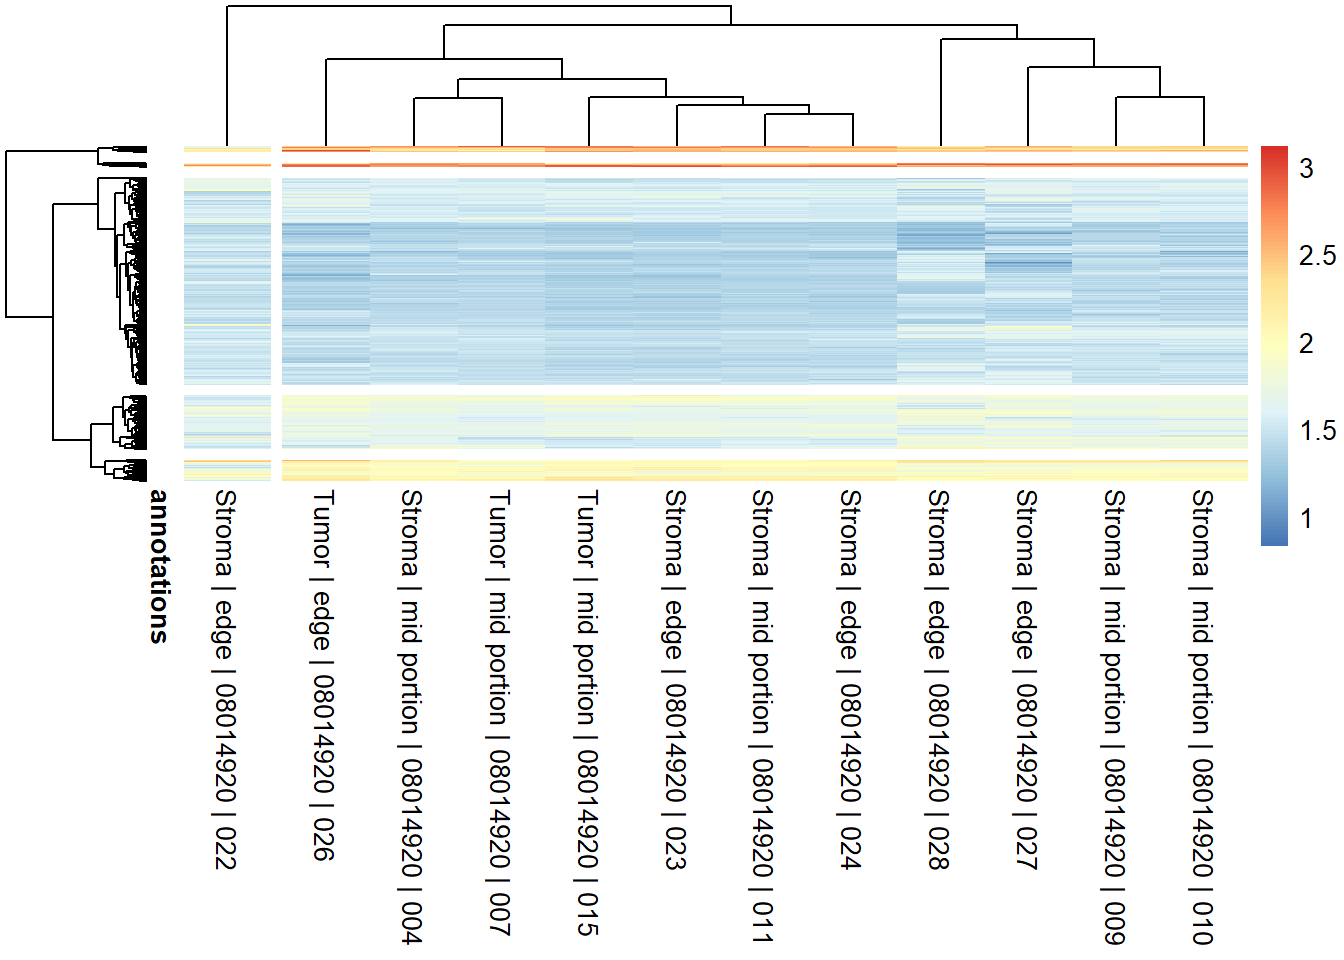 3
2.5
2
1.5
1
annotations
Stroma | edge | 08014920 | 022
Tumor | edge | 08014920 | 026
Stroma | mid portion | 08014920 | 004
Tumor | mid portion | 08014920 | 007
Tumor | mid portion | 08014920 | 015
Stroma | edge | 08014920 | 023
Stroma | mid portion | 08014920 | 011
Stroma | edge | 08014920 | 024
Stroma | edge | 08014920 | 028
Stroma | edge | 08014920 | 027
Stroma | mid portion | 08014920 | 009
Stroma | mid portion | 08014920 | 010